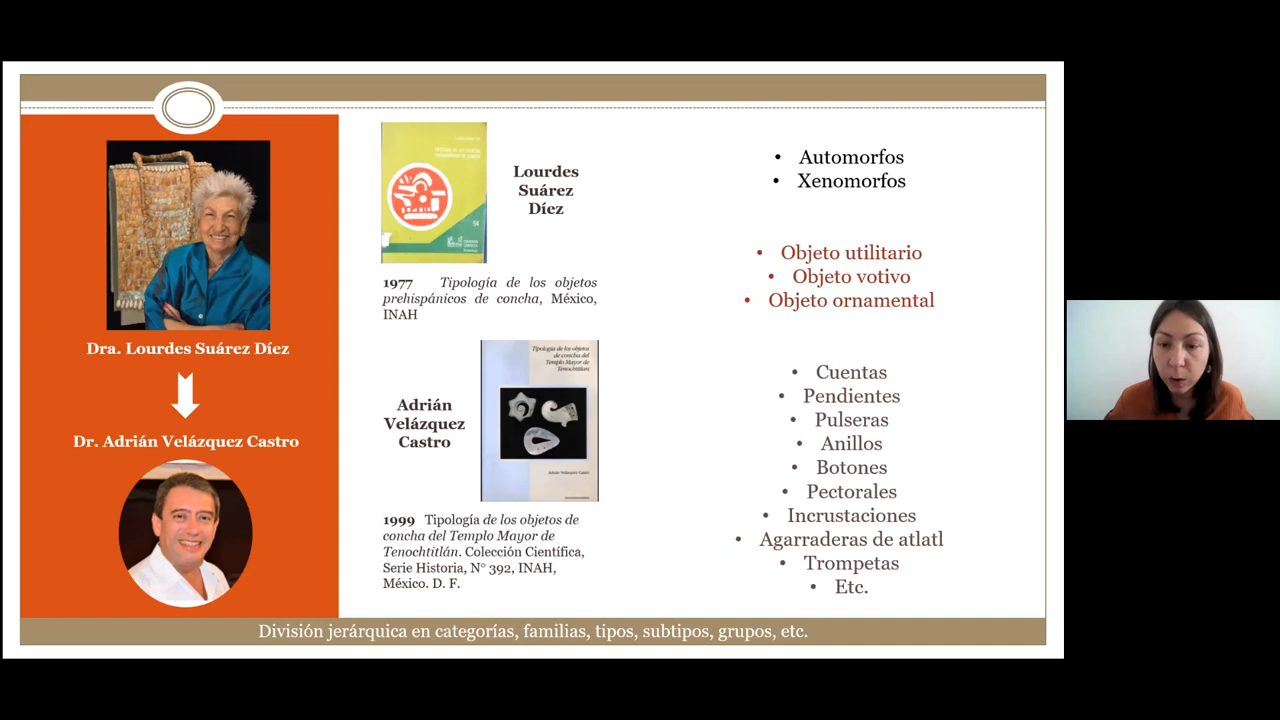 Dra. Lourdes Suárez Díez
Dr. Adrián Velázquez Castro
Lourdes
Suárez
Díez
54
1977 Tipología de los objetos
prehispánicos de concha, México,
INAH
Adrián
Velázquez
Castro
Tipología de los objetos
de concha del
Templo Mayor de
Tenochtitlan
Adrián Velázquez Castro
1999 Tipología de los objetos de
concha del Templo Mayor de
Tenochtitlán. Colección Científica,
Serie Historia, N° 392, INAH,
México. D. F.
• Automorfos
• Xenomorfos
• Objeto utilitario
• Objeto votivo
• Objeto ornamental
• Cuentas
• Pendientes
• Pulseras
• Anillos
• Botones
• Pectorales
• Incrustaciones
• Agarraderas de atlatl
• Trompetas
• Etc.
División jerárquica en categorías, familias, tipos, subtipos, grupos, etc.